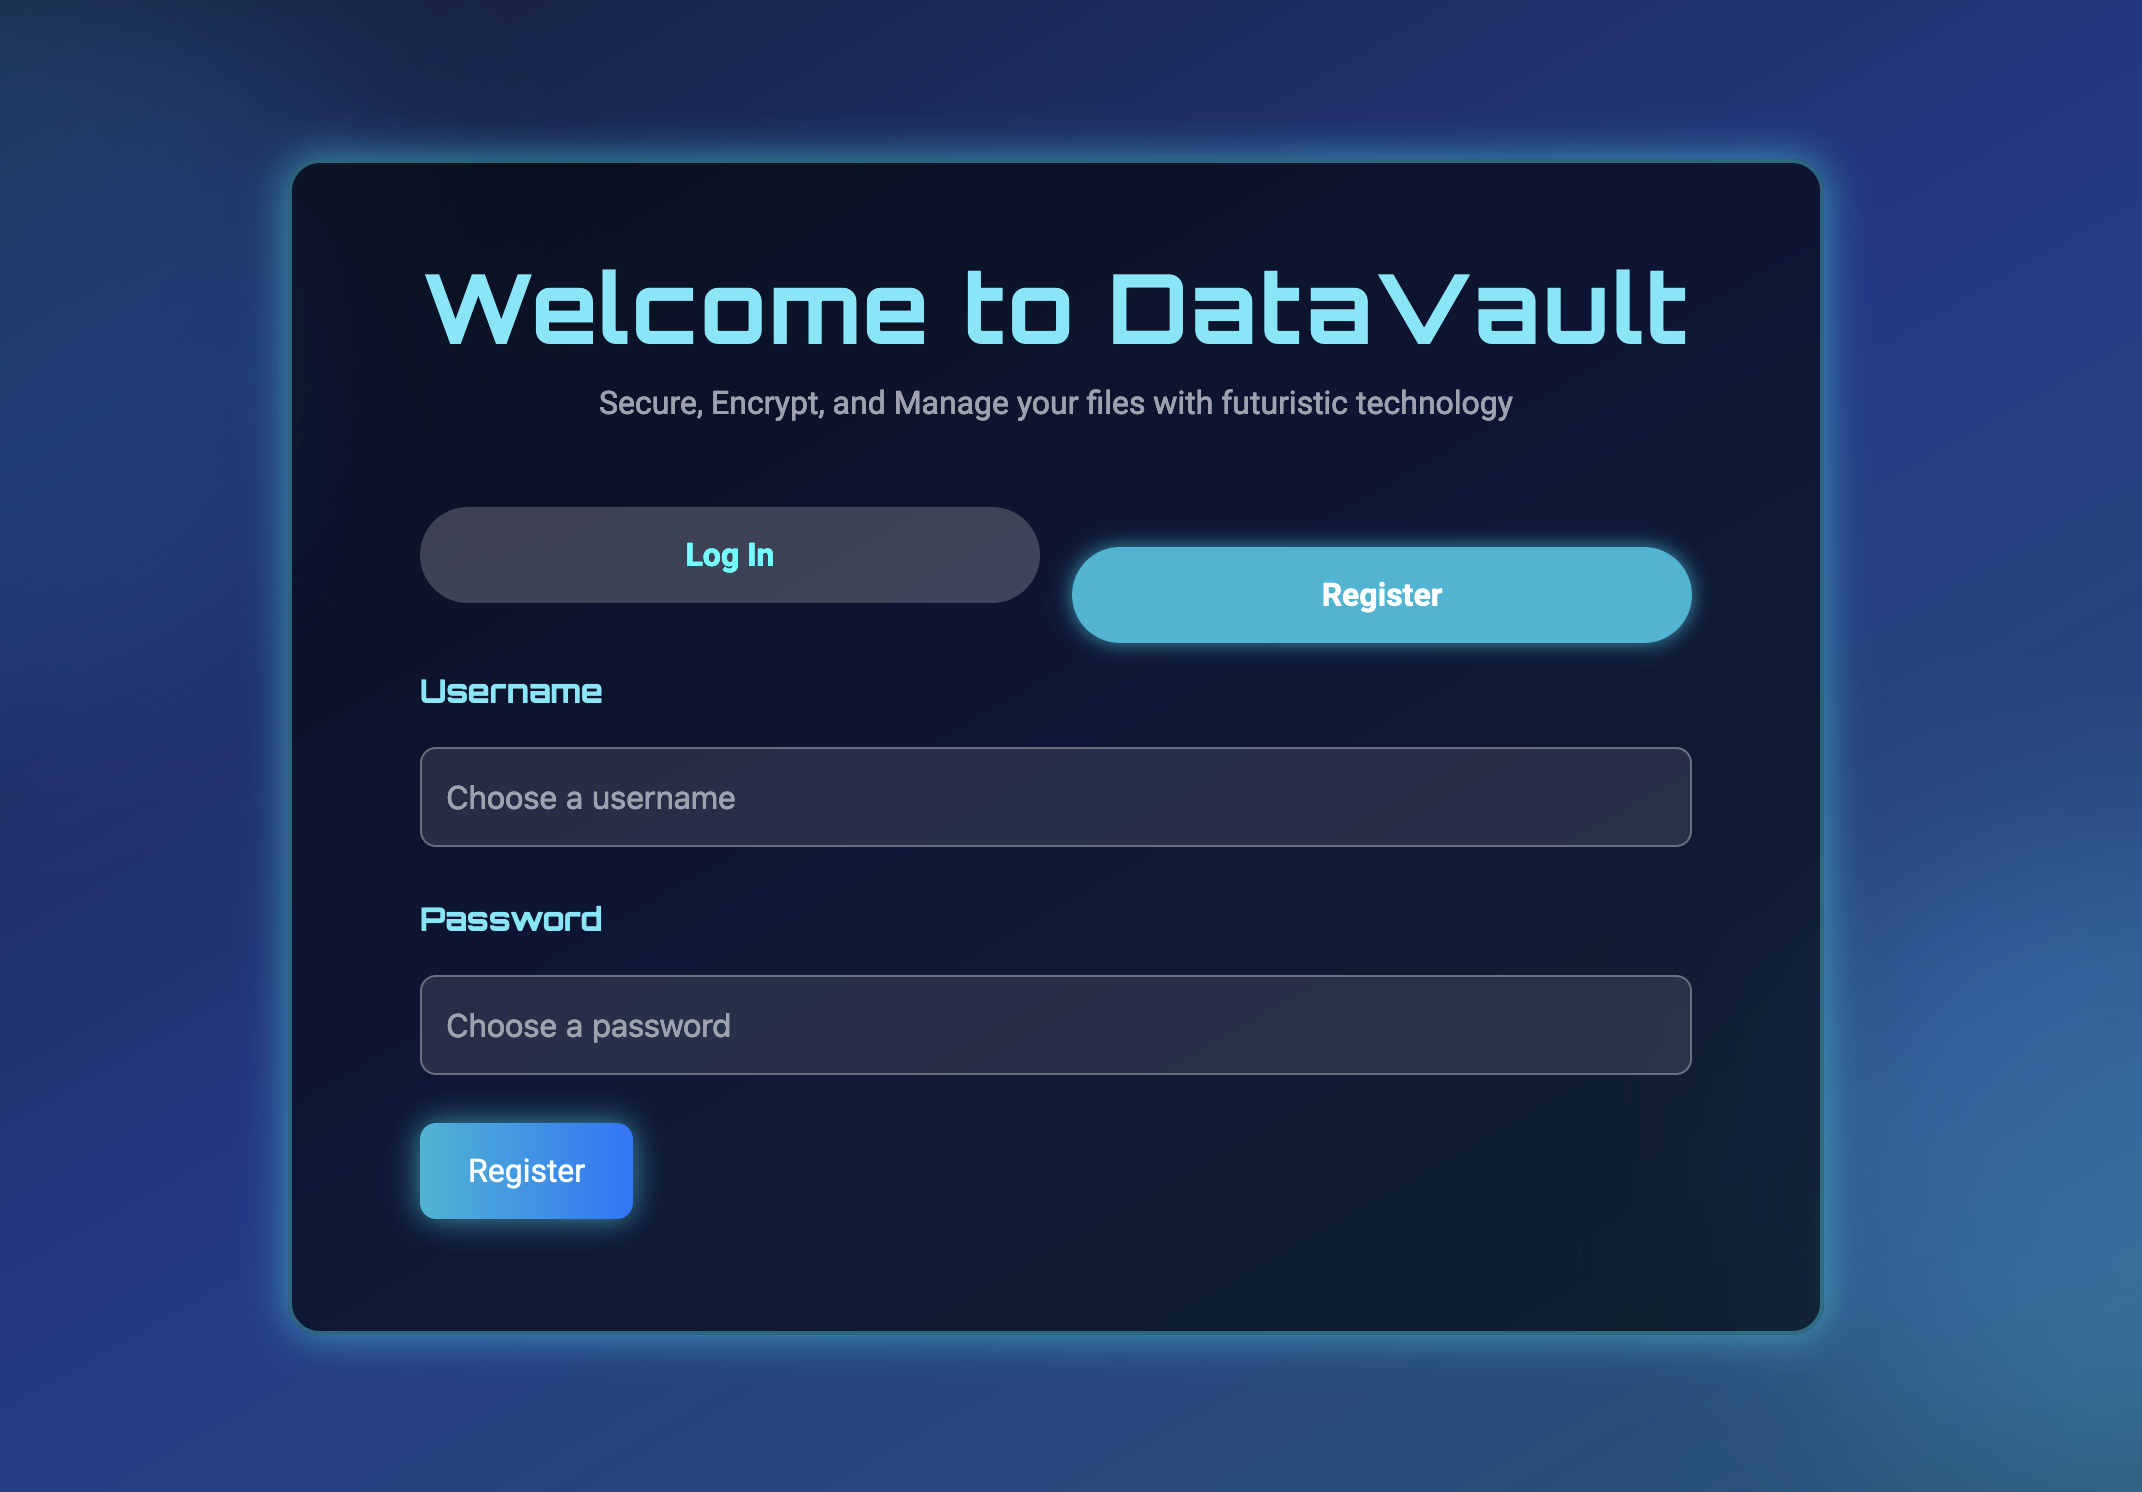 Welcome to DataVault
Secure, Encrypt, and Manage your files with futuristic technology
Log In
Register
Username
Choose a username
Password
Choose a password
Register